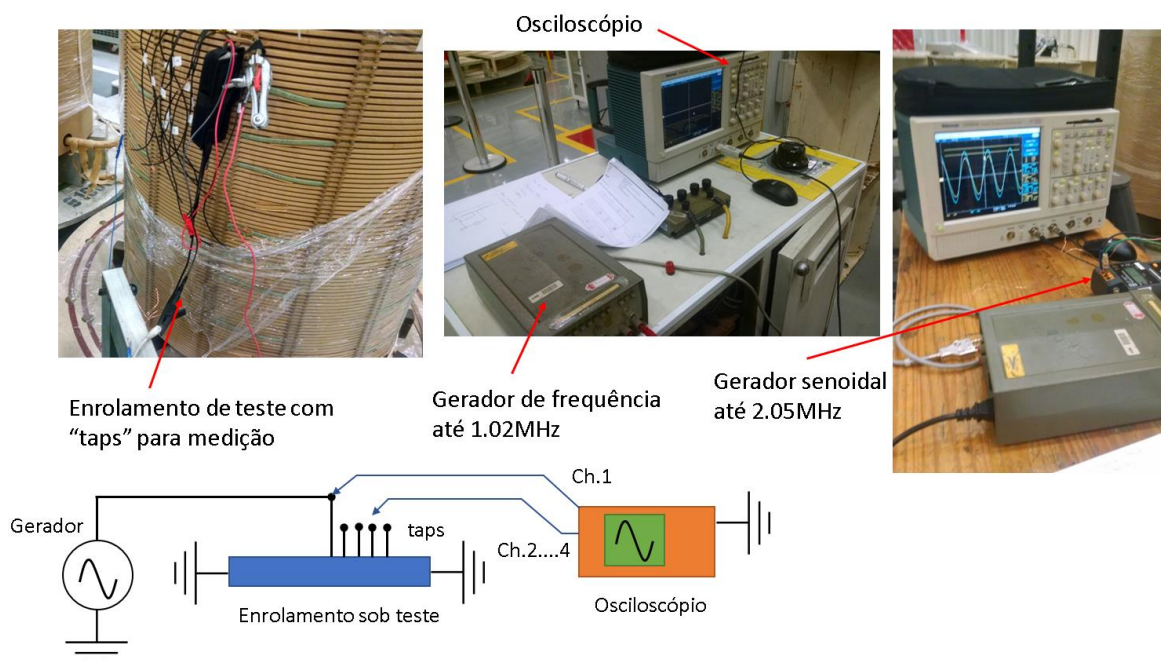 Osciloscópio
Enrolamento de teste com
“taps” para medição
Gerador de frequência
até 1.02MHz
Gerador senoidal
até 2.05MHz
Gerador
taps
Ch.1
Ch.2....4
Enrolamento sob teste
Osciloscópio